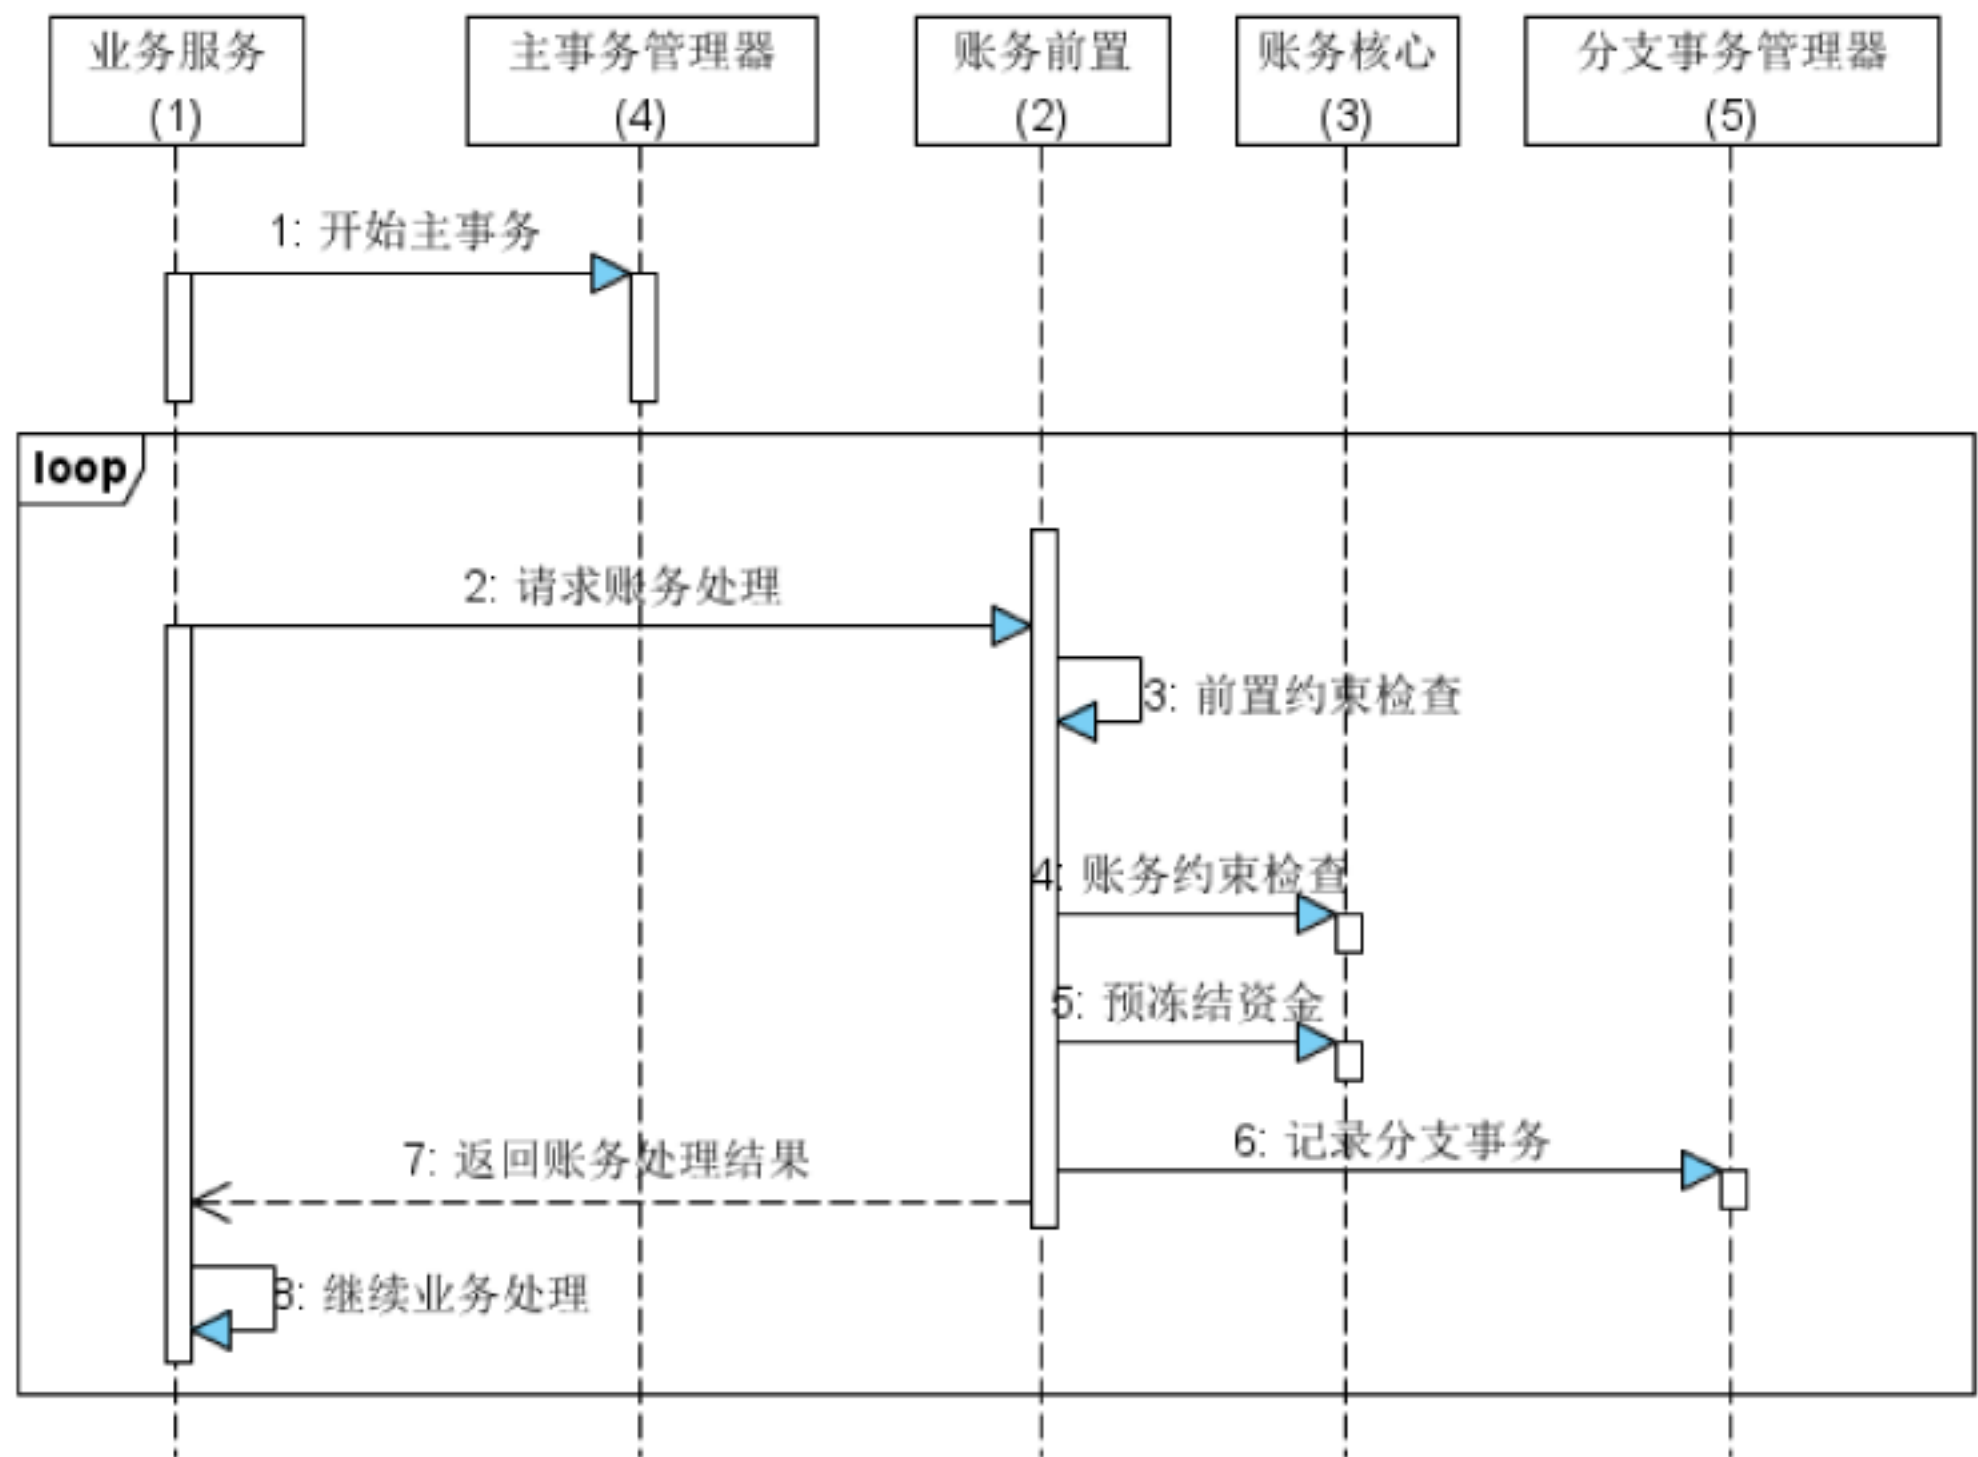 业务服务
(1)
主事务管理器
(4)
账务前置
(2)
账务核心
(3)
分支事务管理器
(5)
1: 开始主事务
loop
2: 请求账务处理
3: 前置约束检查
4: 账务约束检查
5: 预冻结资金
6: 记录分支事务
7: 返回账务处理结果
8: 继续业务处理